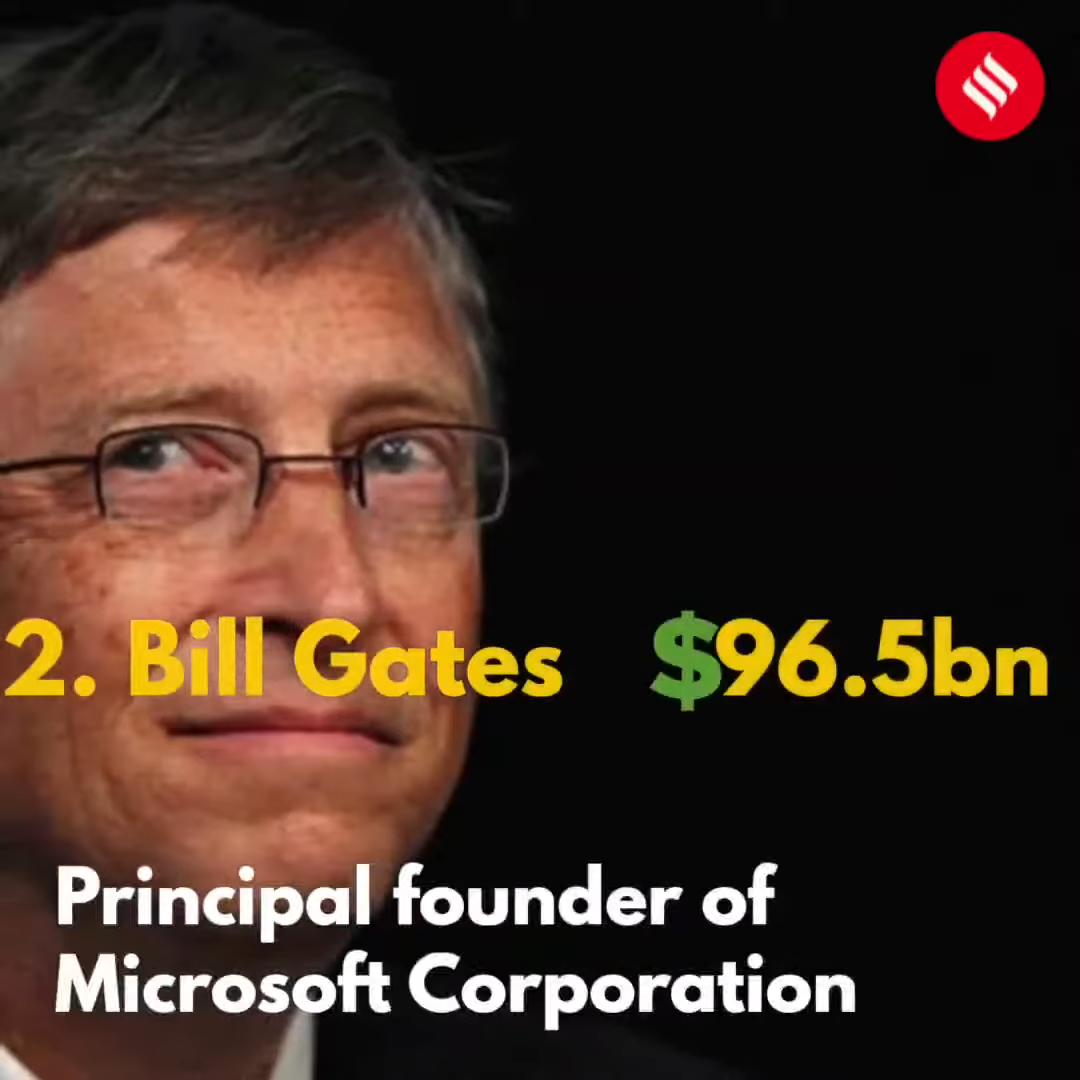 2. Bill Gates $96.5bn
Principal founder of
Microsoft Corporation